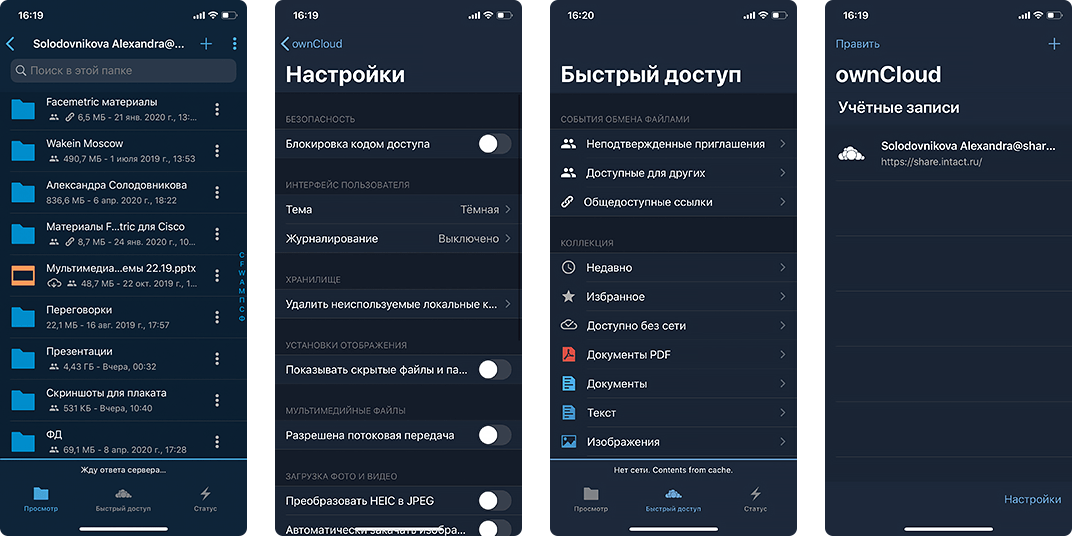 16:19
Solodovnikova Alexandra@...
Поиск в этой папке
Facemetric материалы
6,5 МБ - 21 янв. 2020 г., 13:...
Wakein Moscow
490,7 МБ - 1 июля 2019, 13:53
Александра Солодовникова
836,6 МБ - 6 апр. 2020, 18:22
Материалы F...tric для Cisco
8,7 МБ - 24 янв. 2020 г., 10...
Мультимедиа...емы 22.19.pptx
48,7 МБ - 22 окт. 2019 г., 1...
Переговорки
22,1 МБ - 16 авг. 2019, 17:57
Презентации
4,43 ГБ - Вчера, 00:32
Скриншоты для плаката
531 КБ - Вчера, 10:40
ФД
69,1 МБ - 8 апр. 2020, 17:28
C
F
W
А
М
П
С
Ф
Жду ответа сервера...
Просмотр
Быстрый доступ
Статус
16:19
ownCloud
Настройки
БЕЗОПАСНОСТЬ
Блокировка кодом доступа
ИНТЕРФЕЙС ПОЛЬЗОВАТЕЛЯ
Тема Тёмная
Журналирование Выключено
ХРАНИЛИЩЕ
Удалить неиспользуемые локальные к...
УСТАНОВКИ ОТОБРАЖЕНИЯ
Показывать скрытые файлы и па...
МУЛЬТИМЕДИЙНЫЕ ФАЙЛЫ
Разрешена потоковая передача
ЗАГРУЗКА ФОТО И ВИДЕО
Преобразовать HEIC в JPEG
Автоматически закачать изобра...
16:20
Быстрый доступ
СОБЫТИЯ ОБМЕНА ФАЙЛАМИ
Неподтвержденные приглашения
Доступные для других
Общедоступные ссылки
КОЛЛЕКЦИЯ
Недавно
Избранное
Доступно без сети
Документы PDF
Документы
Текст
Изображения
Нет сети. Contents from cache.
Просмотр
Быстрый доступ
Статус
16:19
Править
ownCloud
Учётные записи
Solodovnikova Alexandra@shar...
https://share.intact.ru/
Настройки